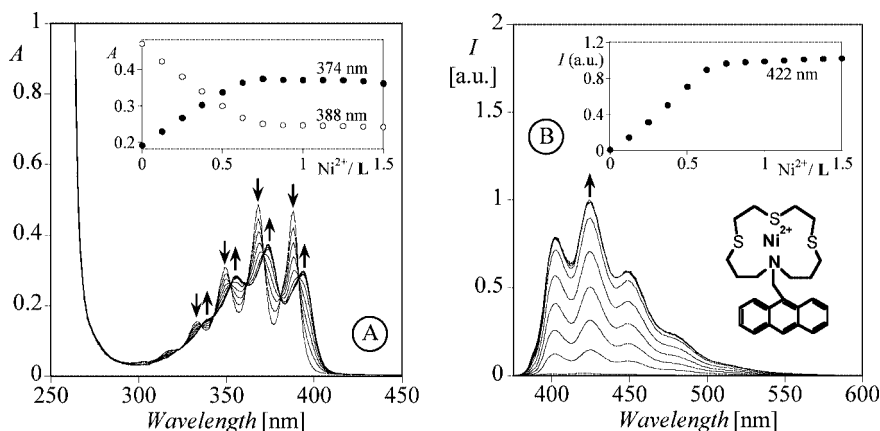 1
A
0.8
0.6
0.4
0.2
0
250
300
350
400
450
Wavelength [nm]
A
0.4
0.3
0.2
0
0.5
1
1.5
Ni²⁺/ L
374 nm
388 nm
A
2
I
[a.u.]
1.5
1
0.5
0
400
450
500
550
600
Wavelength [nm]
B
1.2
I (a.u.)
0.8
0.4
0
0
0.5
1
1.5
Ni²⁺/ L
422 nm
S
S
Ni²⁺
S
N